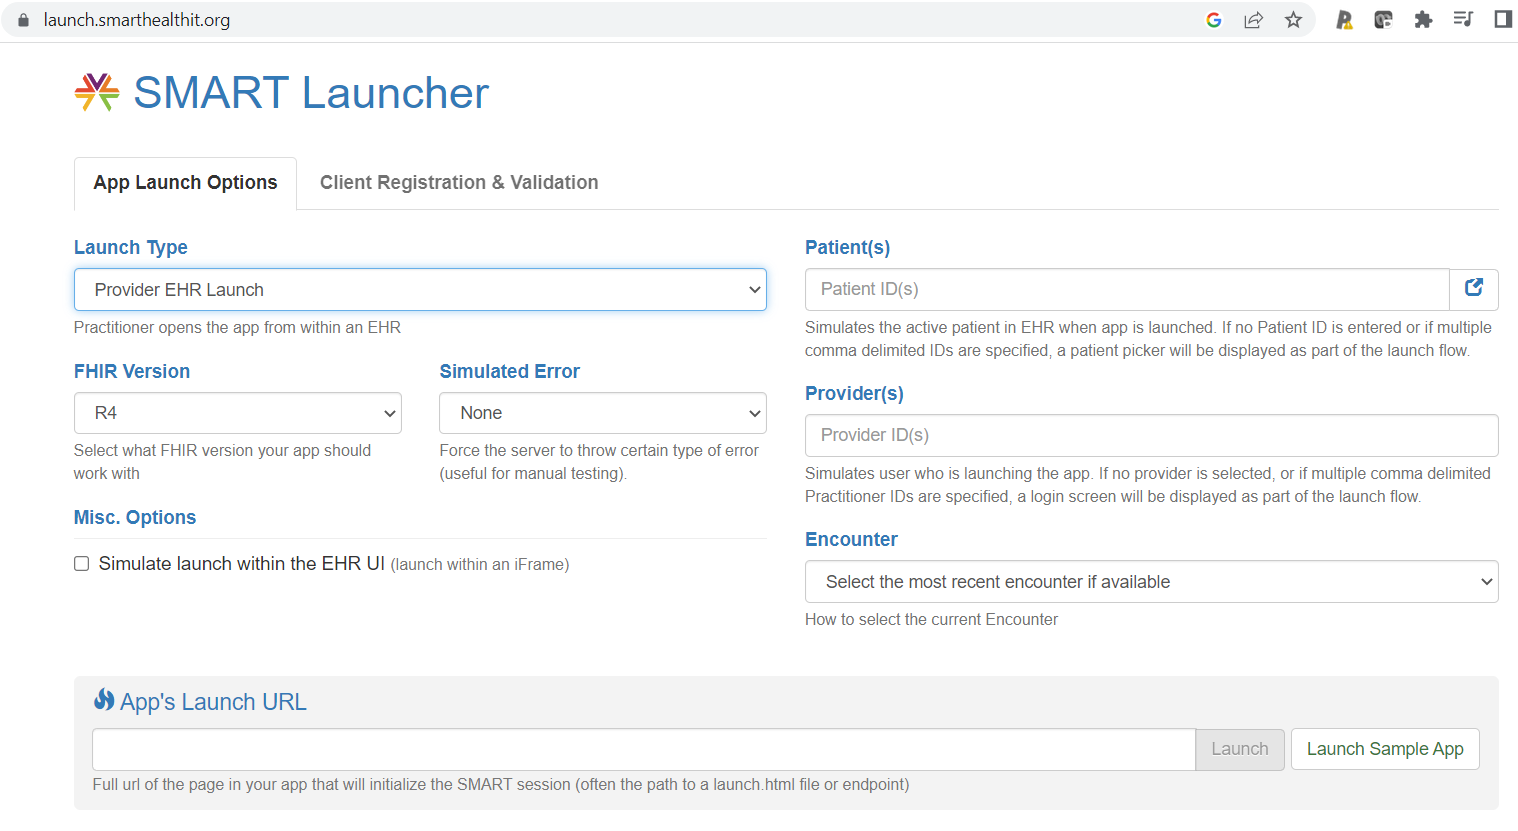 launch.smarthealthit.org
SMART Launcher
App Launch Options
Client Registration & Validation
Launch Type
Provider EHR Launch
Practitioner opens the app from within an EHR
FHIR Version
R4
Select what FHIR version your app should
work with
Simulated Error
None
Force the server to throw certain type of error
(useful for manual testing).
Misc. Options
Simulate launch within the EHR UI (launch within an iFrame)
Patient(s)
Patient ID(s)
Simulates the active patient in EHR when app is launched. If no Patient ID is entered or if multiple
comma delimited IDs are specified, a patient picker will be displayed as part of the launch flow.
Provider(s)
Provider ID(s)
Simulates user who is launching the app. If no provider is selected, or if multiple comma delimited
Practitioner IDs are specified, a login screen will be displayed as part of the launch flow.
Encounter
Select the most recent encounter if available
How to select the current Encounter
App's Launch URL
Launch
Launch Sample App
Full url of the page in your app that will initialize the SMART session (often the path to a launch.html file or endpoint)